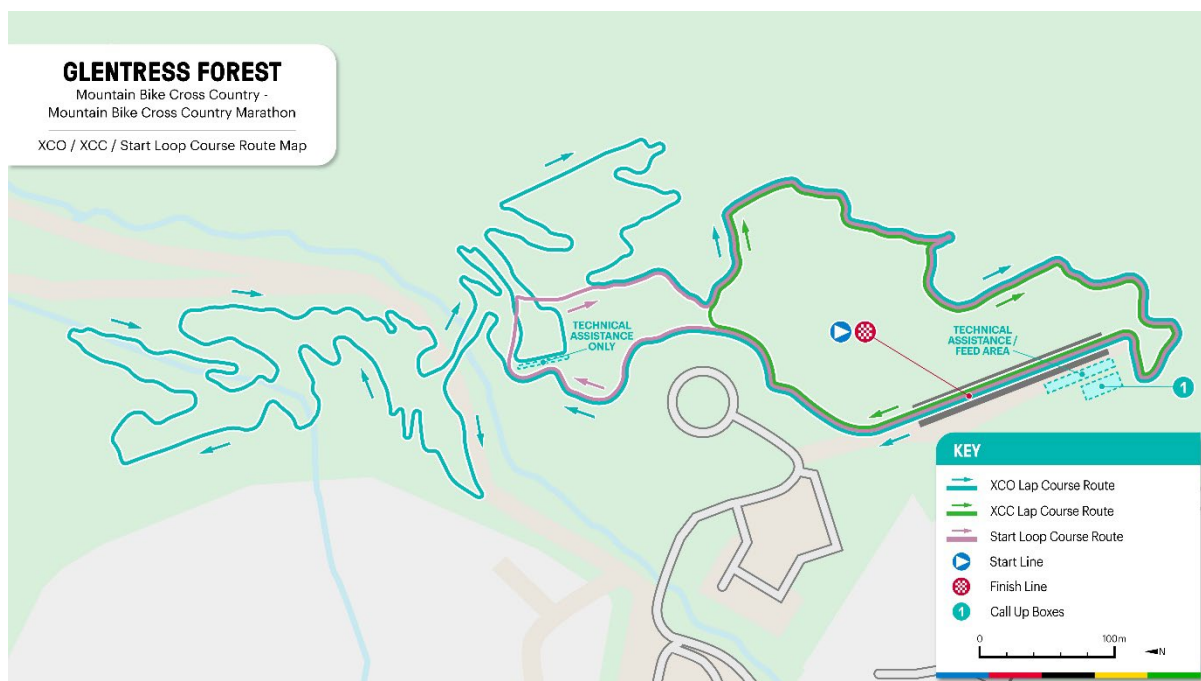 GLENTRESS FOREST
Mountain Bike Cross Country -
Mountain Bike Cross Country Marathon
XCO / XCC / Start Loop Course Route Map
TECHNICAL
ASSISTANCE
ONLY
TECHNICAL
ASSISTANCE /
FEED AREA
1
KEY
XCO Lap Course Route
XCC Lap Course Route
Start Loop Course Route
Start Line
Finish Line
1 Call Up Boxes
0 100m
N